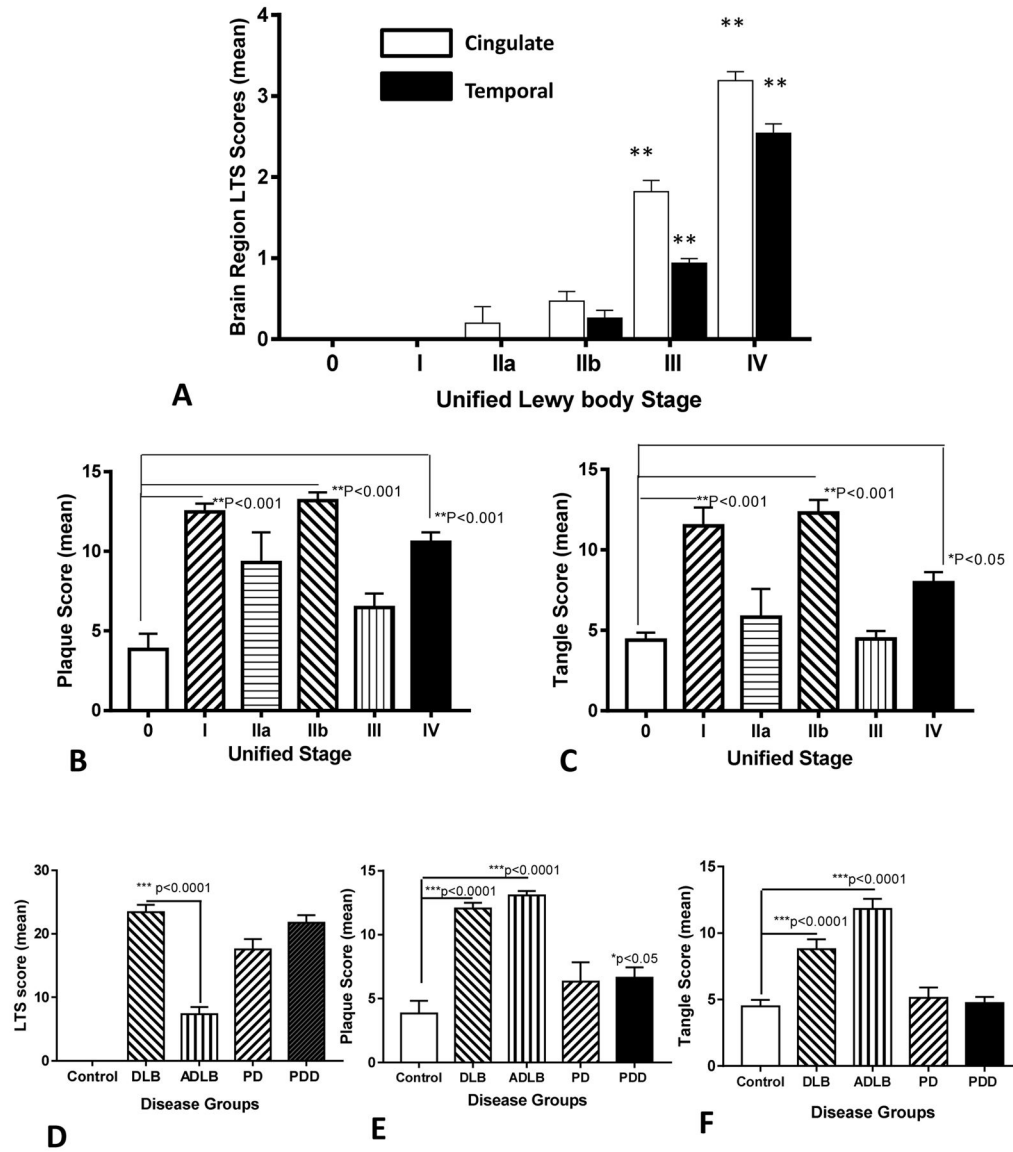 Brain Region LTS Scores (mean)
4
3
2
1
0
Cingulate
Temporal
**
**
**
**
0 I IIa IIb III IV
Unified Lewy body Stage
A
Plaque Score (mean)
15
10
5
0
**P<0.001
**P<0.001
**P<0.001
0 I IIa IIb III IV
Unified Stage
B
Tangle Score (mean)
15
10
5
0
**P<0.001
**P<0.001
*P<0.05
0 I IIa IIb III IV
Unified Stage
C
LTS score (mean)
30
20
10
0
*** p<0.0001
Control DLB ADLB PD PDD
Disease Groups
D
Plaque Score (mean)
15
10
5
0
***p<0.0001
***p<0.0001
*p<0.05
Control DLB ADLB PD PDD
Disease Groups
E
Tangle Score (mean)
15
10
5
0
***p<0.0001
***p<0.0001
Control DLB ADLB PD PDD
Disease Groups
F